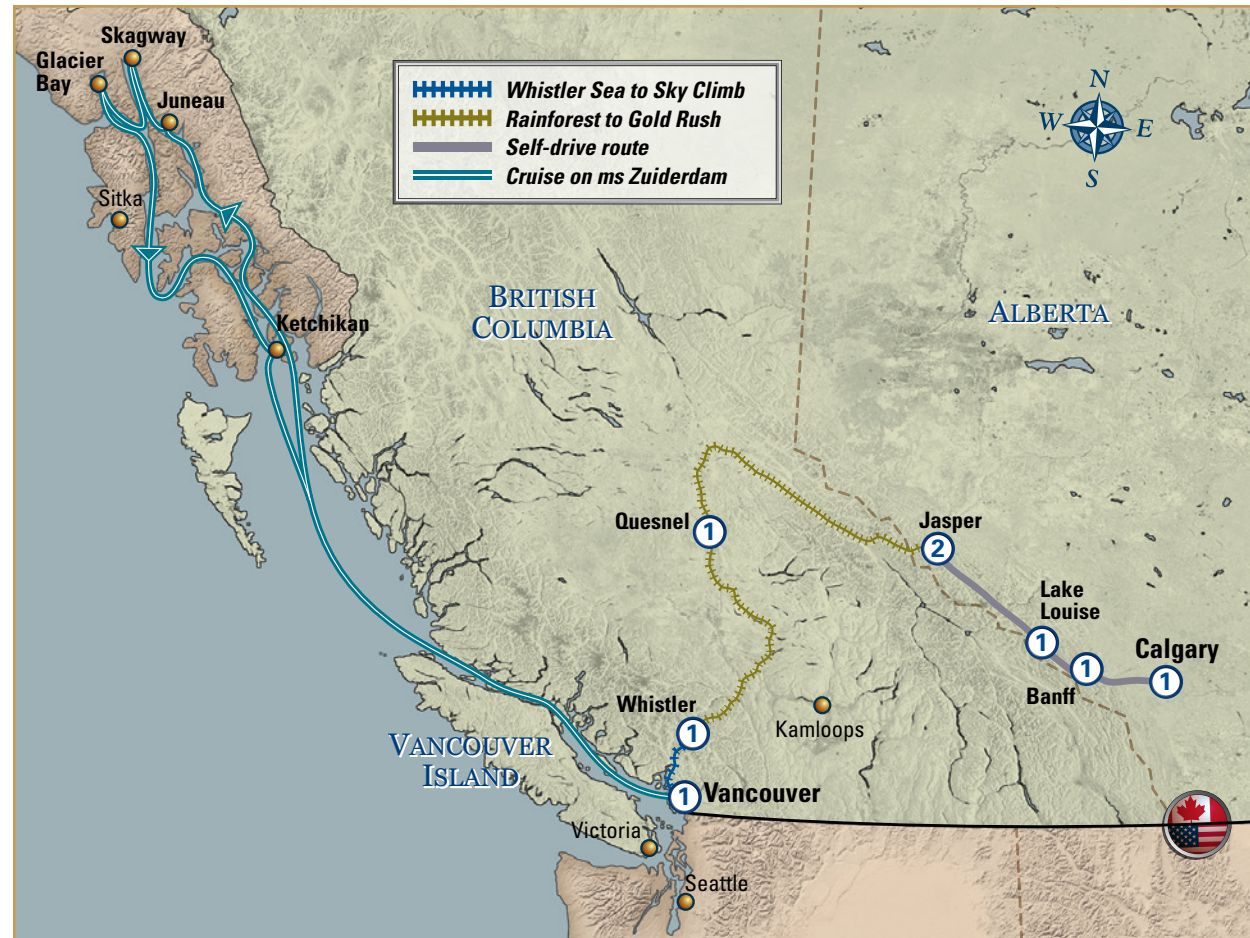 Skagway
Glacier
Bay
Juneau
Sitka
Ketchikan
Whistler Sea to Sky Climb
Rainforest to Gold Rush
Self-drive route
Cruise on ms Zuiderdam
N
W
E
S
BRITISH
COLUMBIA
ALBERTA
Quesnel
1
Jasper
2
Lake
Louise
1
1
Banff
Calgary
1
Whistler
1
Kamloops
VANCOUVER
ISLAND
1
Vancouver
Victoria
Seattle